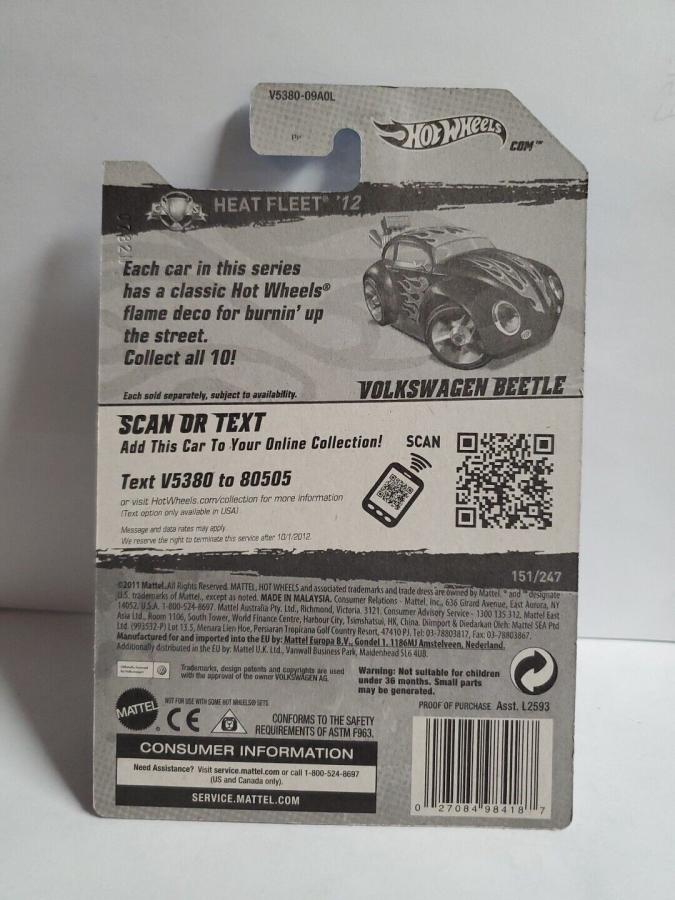 V5380-09A0L
PP
HOT WHEELS
COM™
HEAT FLEET® '12
Each car in this series
has a classic Hot Wheels®
flame deco for burnin' up
the street.
Collect all 10!
Each sold separately, subject to availability.
VOLKSWAGEN BEETLE
SCAN OR TEXT
Add This Car To Your Online Collection!
SCAN
Text V5380 to 80505
or visit HotWheels.com/collection for more information
(Text option only available in USA)
Message and data rates may apply.
We reserve the right to terminate this service after 10/1/2012.
151/247
©2011 Mattel. All Rights Reserved. MATTEL, HOT WHEELS and associated trademarks and trade dress are owned by Mattel. ® and ™ designate
U.S. trademarks of Mattel, except as noted. MADE IN MALAYSIA. Consumer Relations - Mattel, Inc., 636 Girard Avenue, East Aurora, NY
14052, U.S.A. 1-800-524-8697. Mattel Australia Pty. Ltd., Richmond, Victoria. 3121. Consumer Advisory Service - 1300 135 312. Mattel East
Asia Ltd., Room 1106, South Tower, World Finance Centre, Harbour City, Tsimshatsui, HK, China. Diimport & Diedarkan Oleh: Mattel SEA Ptd
Ltd. (993532-P) Lot 13.5, Menara Lien Hoe, Persiaran Tropicana Golf Country Resort, 47410 PJ. Tel: 03-78803817, Fax: 03-78803867.
Manufactured for and imported into the EU by: Mattel Europa B.V., Gondel 1, 1186MJ Amstelveen, Nederland.
Additionally distributed in the EU by: Mattel U.K. Ltd., Vanwall Business Park, Maidenhead SL6 4UB.
Trademarks, design patents and copyrights are used
with the approval of the owner VOLKSWAGEN AG.
Warning: Not suitable for children
under 36 months. Small parts
may be generated.
MATTEL
NOT FOR USE WITH SOME HOT WHEELS® SETS
CE
CONFORMS TO THE SAFETY
REQUIREMENTS OF ASTM F963.
PROOF OF PURCHASE Asst. L2593
CONSUMER INFORMATION
Need Assistance? Visit service.mattel.com or call 1-800-524-8697
(US and Canada only).
SERVICE.MATTEL.COM
0 27084 98418 7